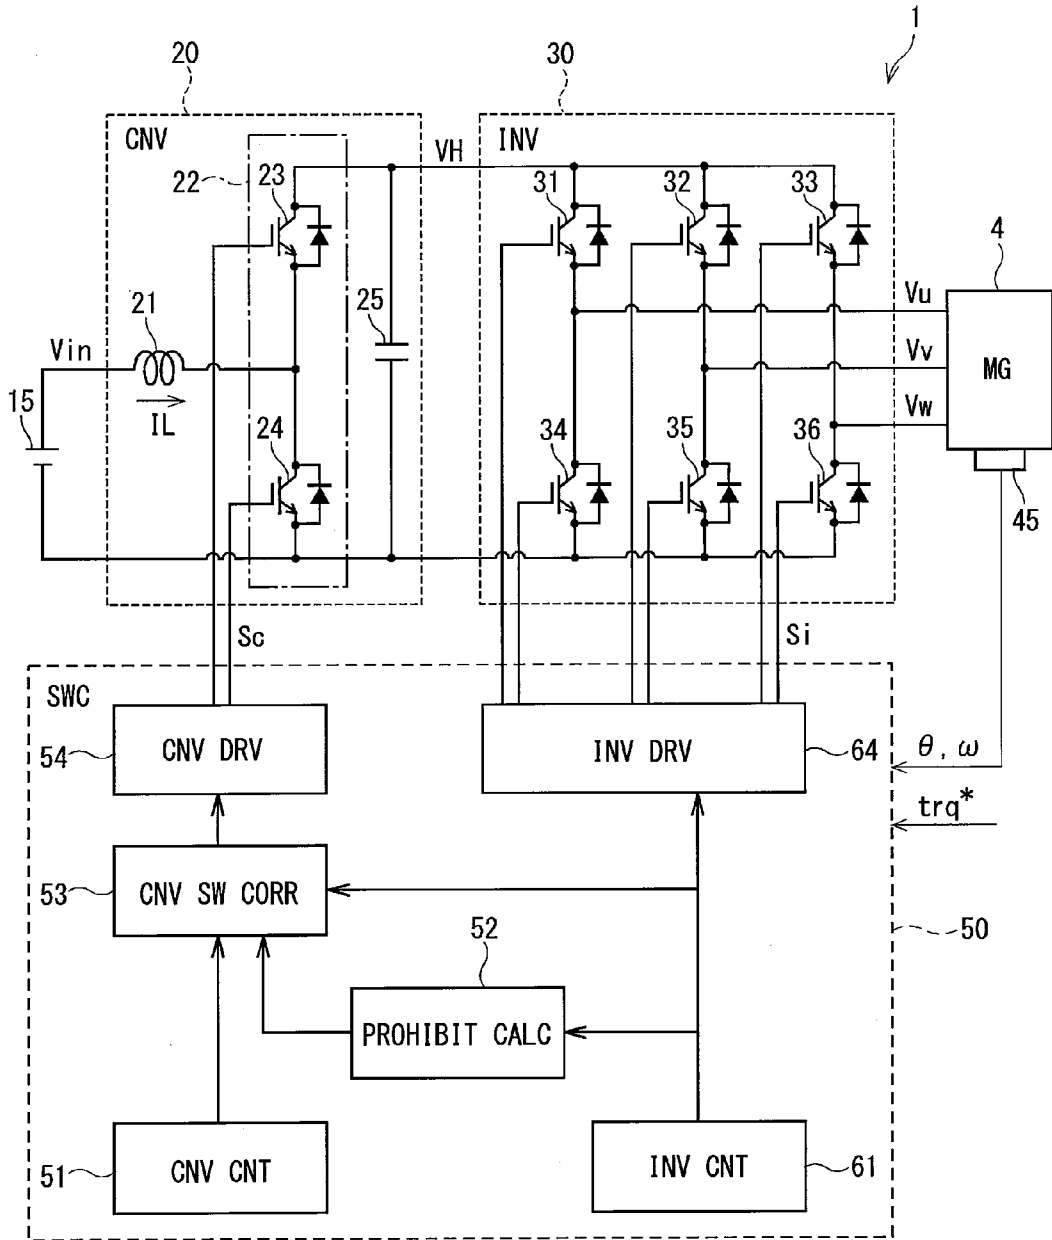 1
20
30
CNV
INV
VH
22
23
31
32
33
4
21
25
Vu
Vin
Vv
MG
15
IL
Vw
24
34
35
36
45
Sc
Si
SWC
54
CNV DRV
INV DRV
64
θ, ω
trq*
53
CNV SW CORR
52
50
PROHIBIT CALC
51
CNV CNT
INV CNT
61